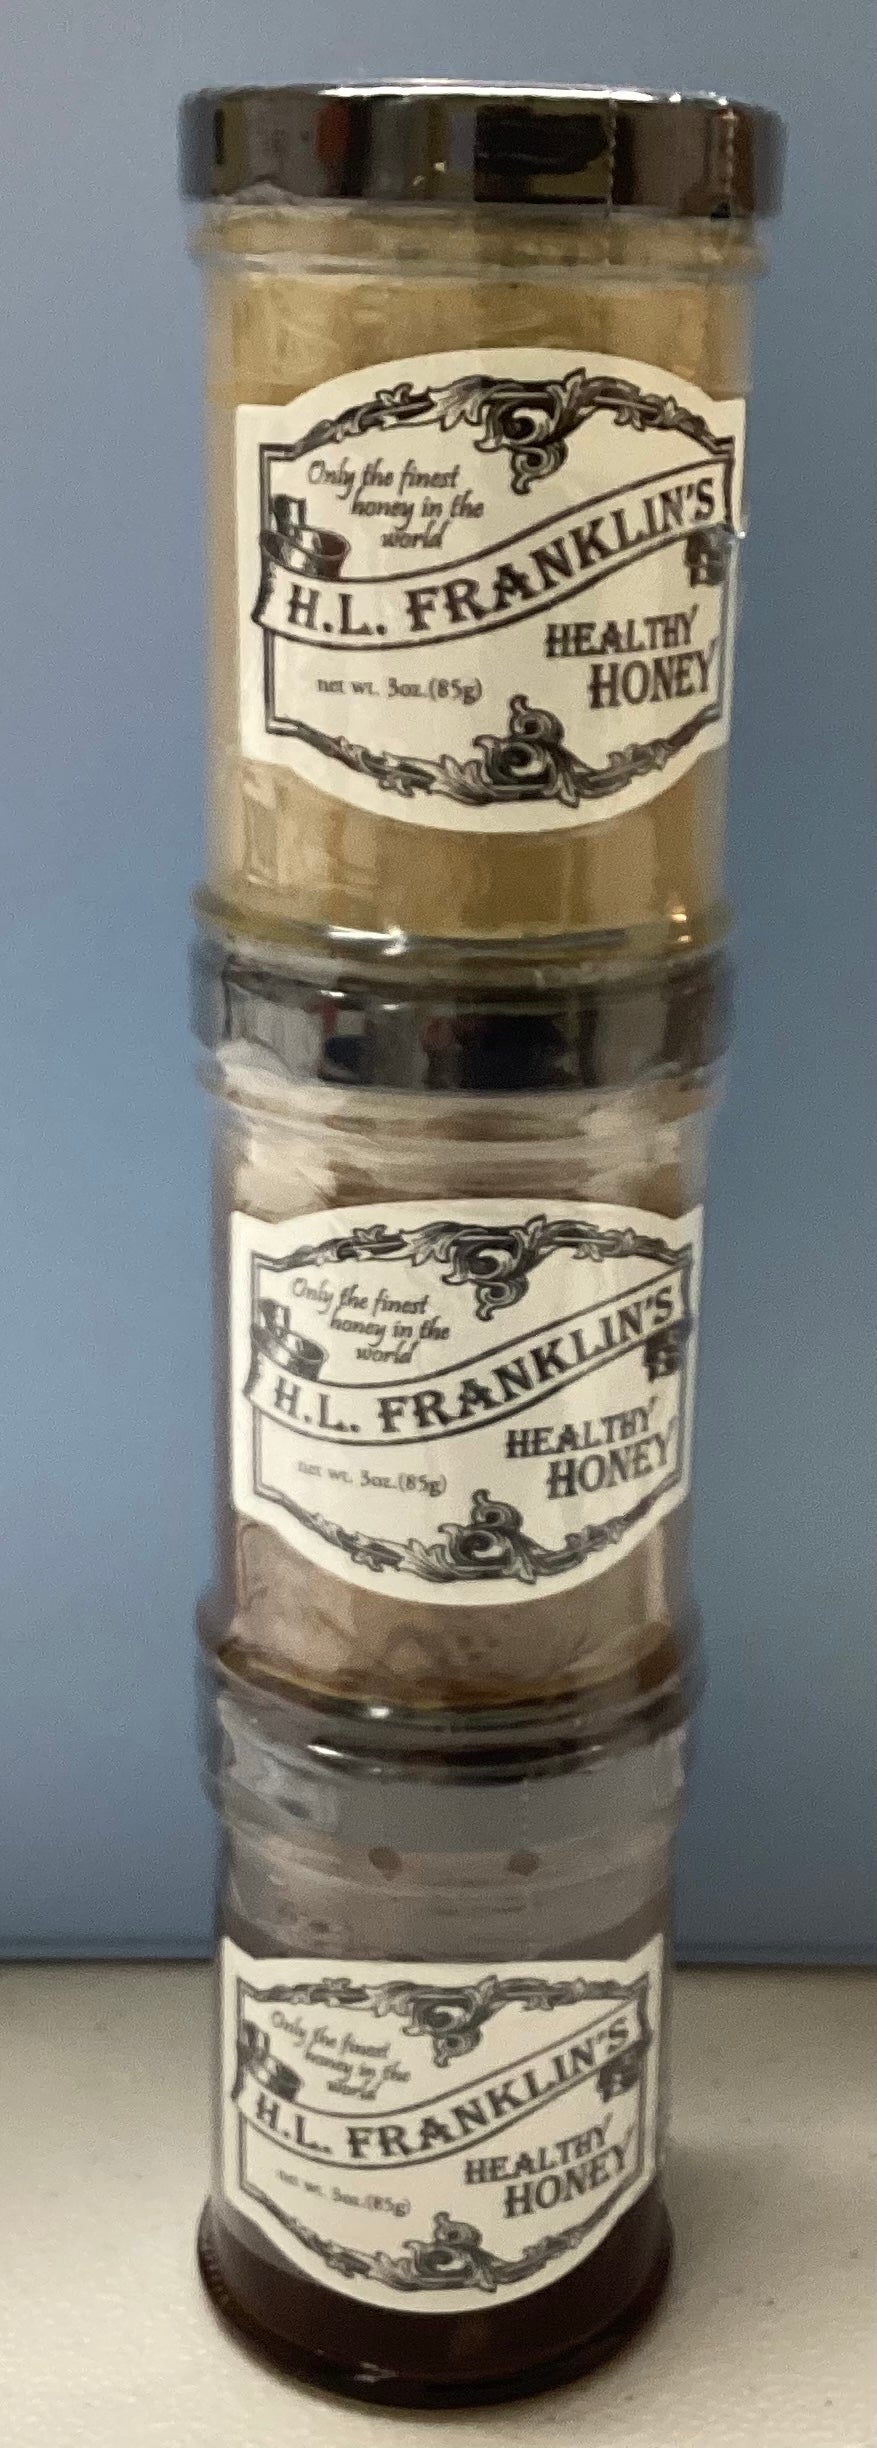 Only the finest
honey in the
world
H.L. FRANKLIN'S
HEALTHY
HONEY
net wt. 3oz.(85g)
Only the finest
honey in the
world
H.L. FRANKLIN'S
HEALTHY
HONEY
net wt. 3oz.(85g)
Only the finest
honey in the
world
H.L. FRANKLIN'S
HEALTHY
HONEY
net wt. 3oz.(85g)